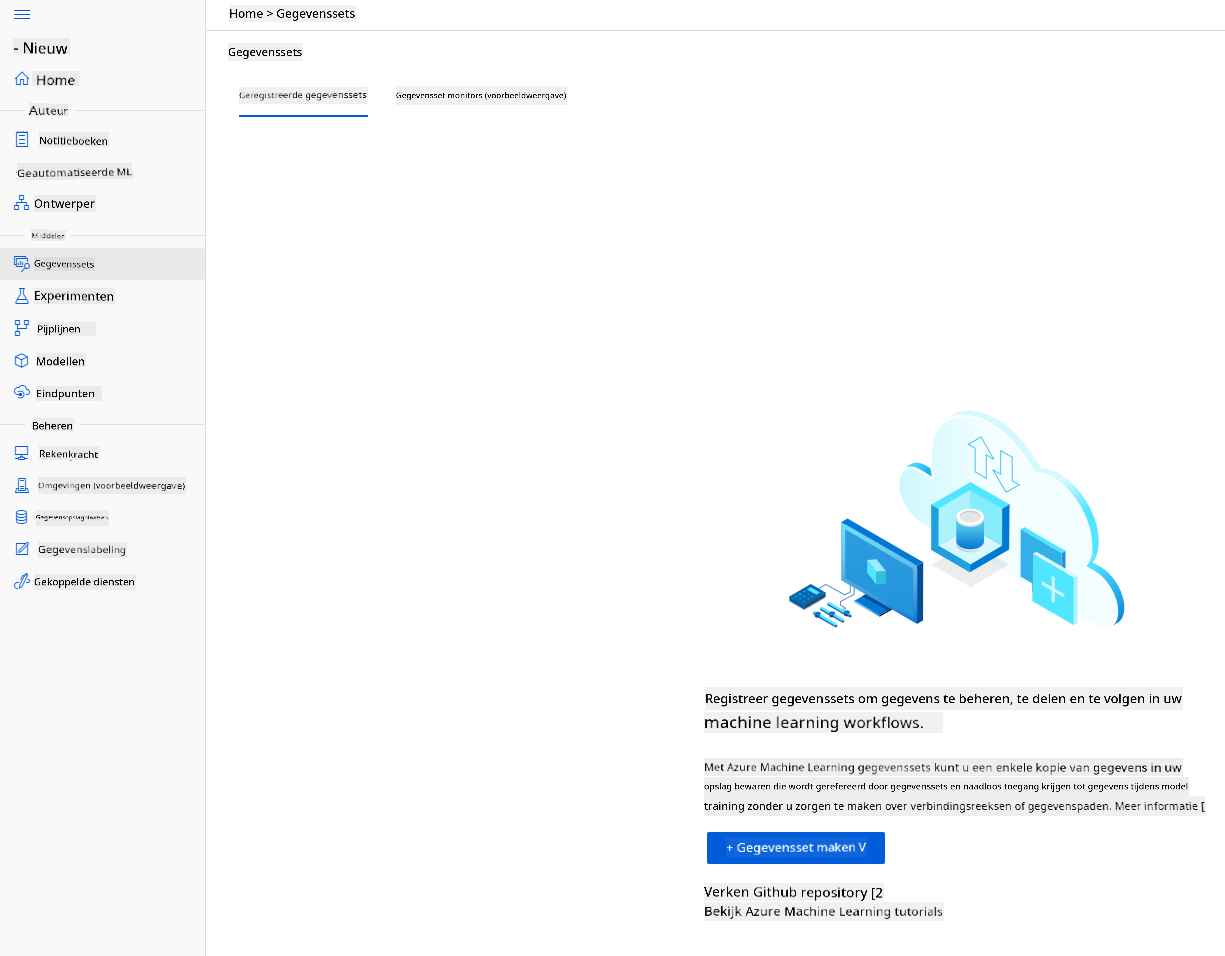 Home > Gegevenssets
- Nieuw
Home
Auteur
Notitieboeken
Geautomatiseerde ML
Ontwerper
Middelen
Gegevenssets
Experimenten
Pijplijnen
Modellen
Eindpunten
Beheren
Rekenkracht
Omgevingen (voorbeeldweergave)
Gegevenslabeling
Gekoppelde diensten
Gegevenssets
Geregistreerde gegevenssets
Gegevensset monitors (voorbeeldweergave)
Registreer gegevenssets om gegevens te beheren, te delen en te volgen in uw
machine learning workflows.
Met Azure Machine Learning gegevenssets kunt u een enkele kopie van gegevens in uw
opslag bewaren die wordt gerefereerd door gegevenssets en naadloos toegang krijgen tot gegevens tijdens model
training zonder u zorgen te maken over verbindingsreeksen of gegevenspaden. Meer informatie [
+ Gegevensset maken V
Verken Github repository [2
Bekijk Azure Machine Learning tutorials